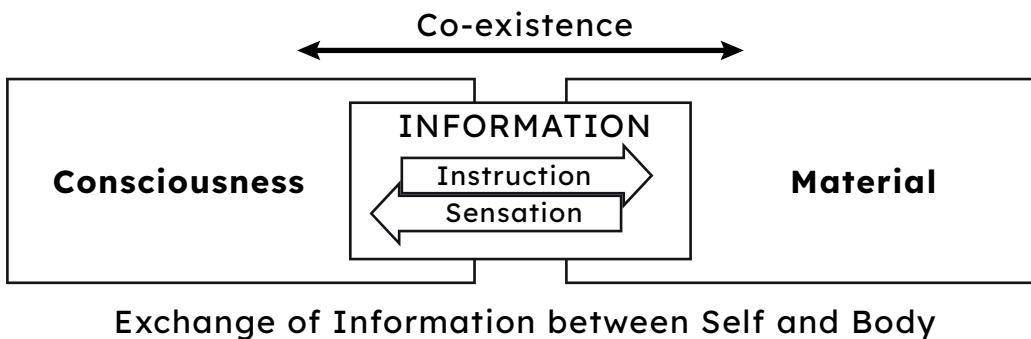 Co-existence
INFORMATION
Consciousness
Instruction
Material
Sensation
Exchange of Information between Self and Body